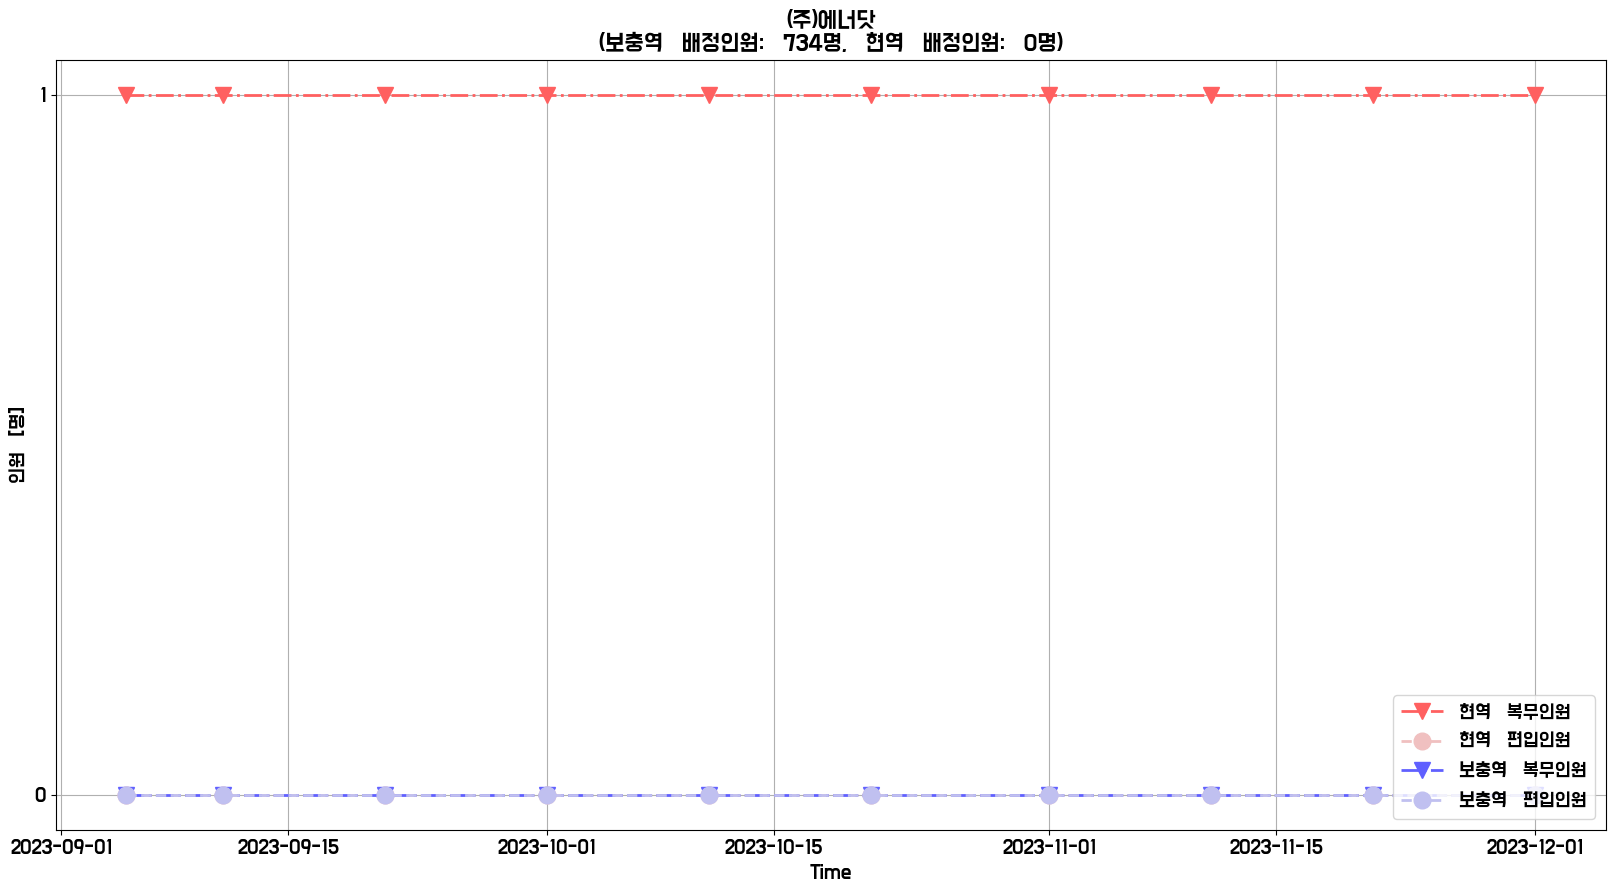 (주)에너닷
(보충역 배정인원: 734명, 현역 배정인원: 0명)
1
인원 [명]
0
현역 복무인원
현역 편입인원
보충역 복무인원
보충역 편입인원
2023-09-01 2023-09-15 2023-10-01 2023-10-15 2023-11-01 2023-11-15 2023-12-01
Time